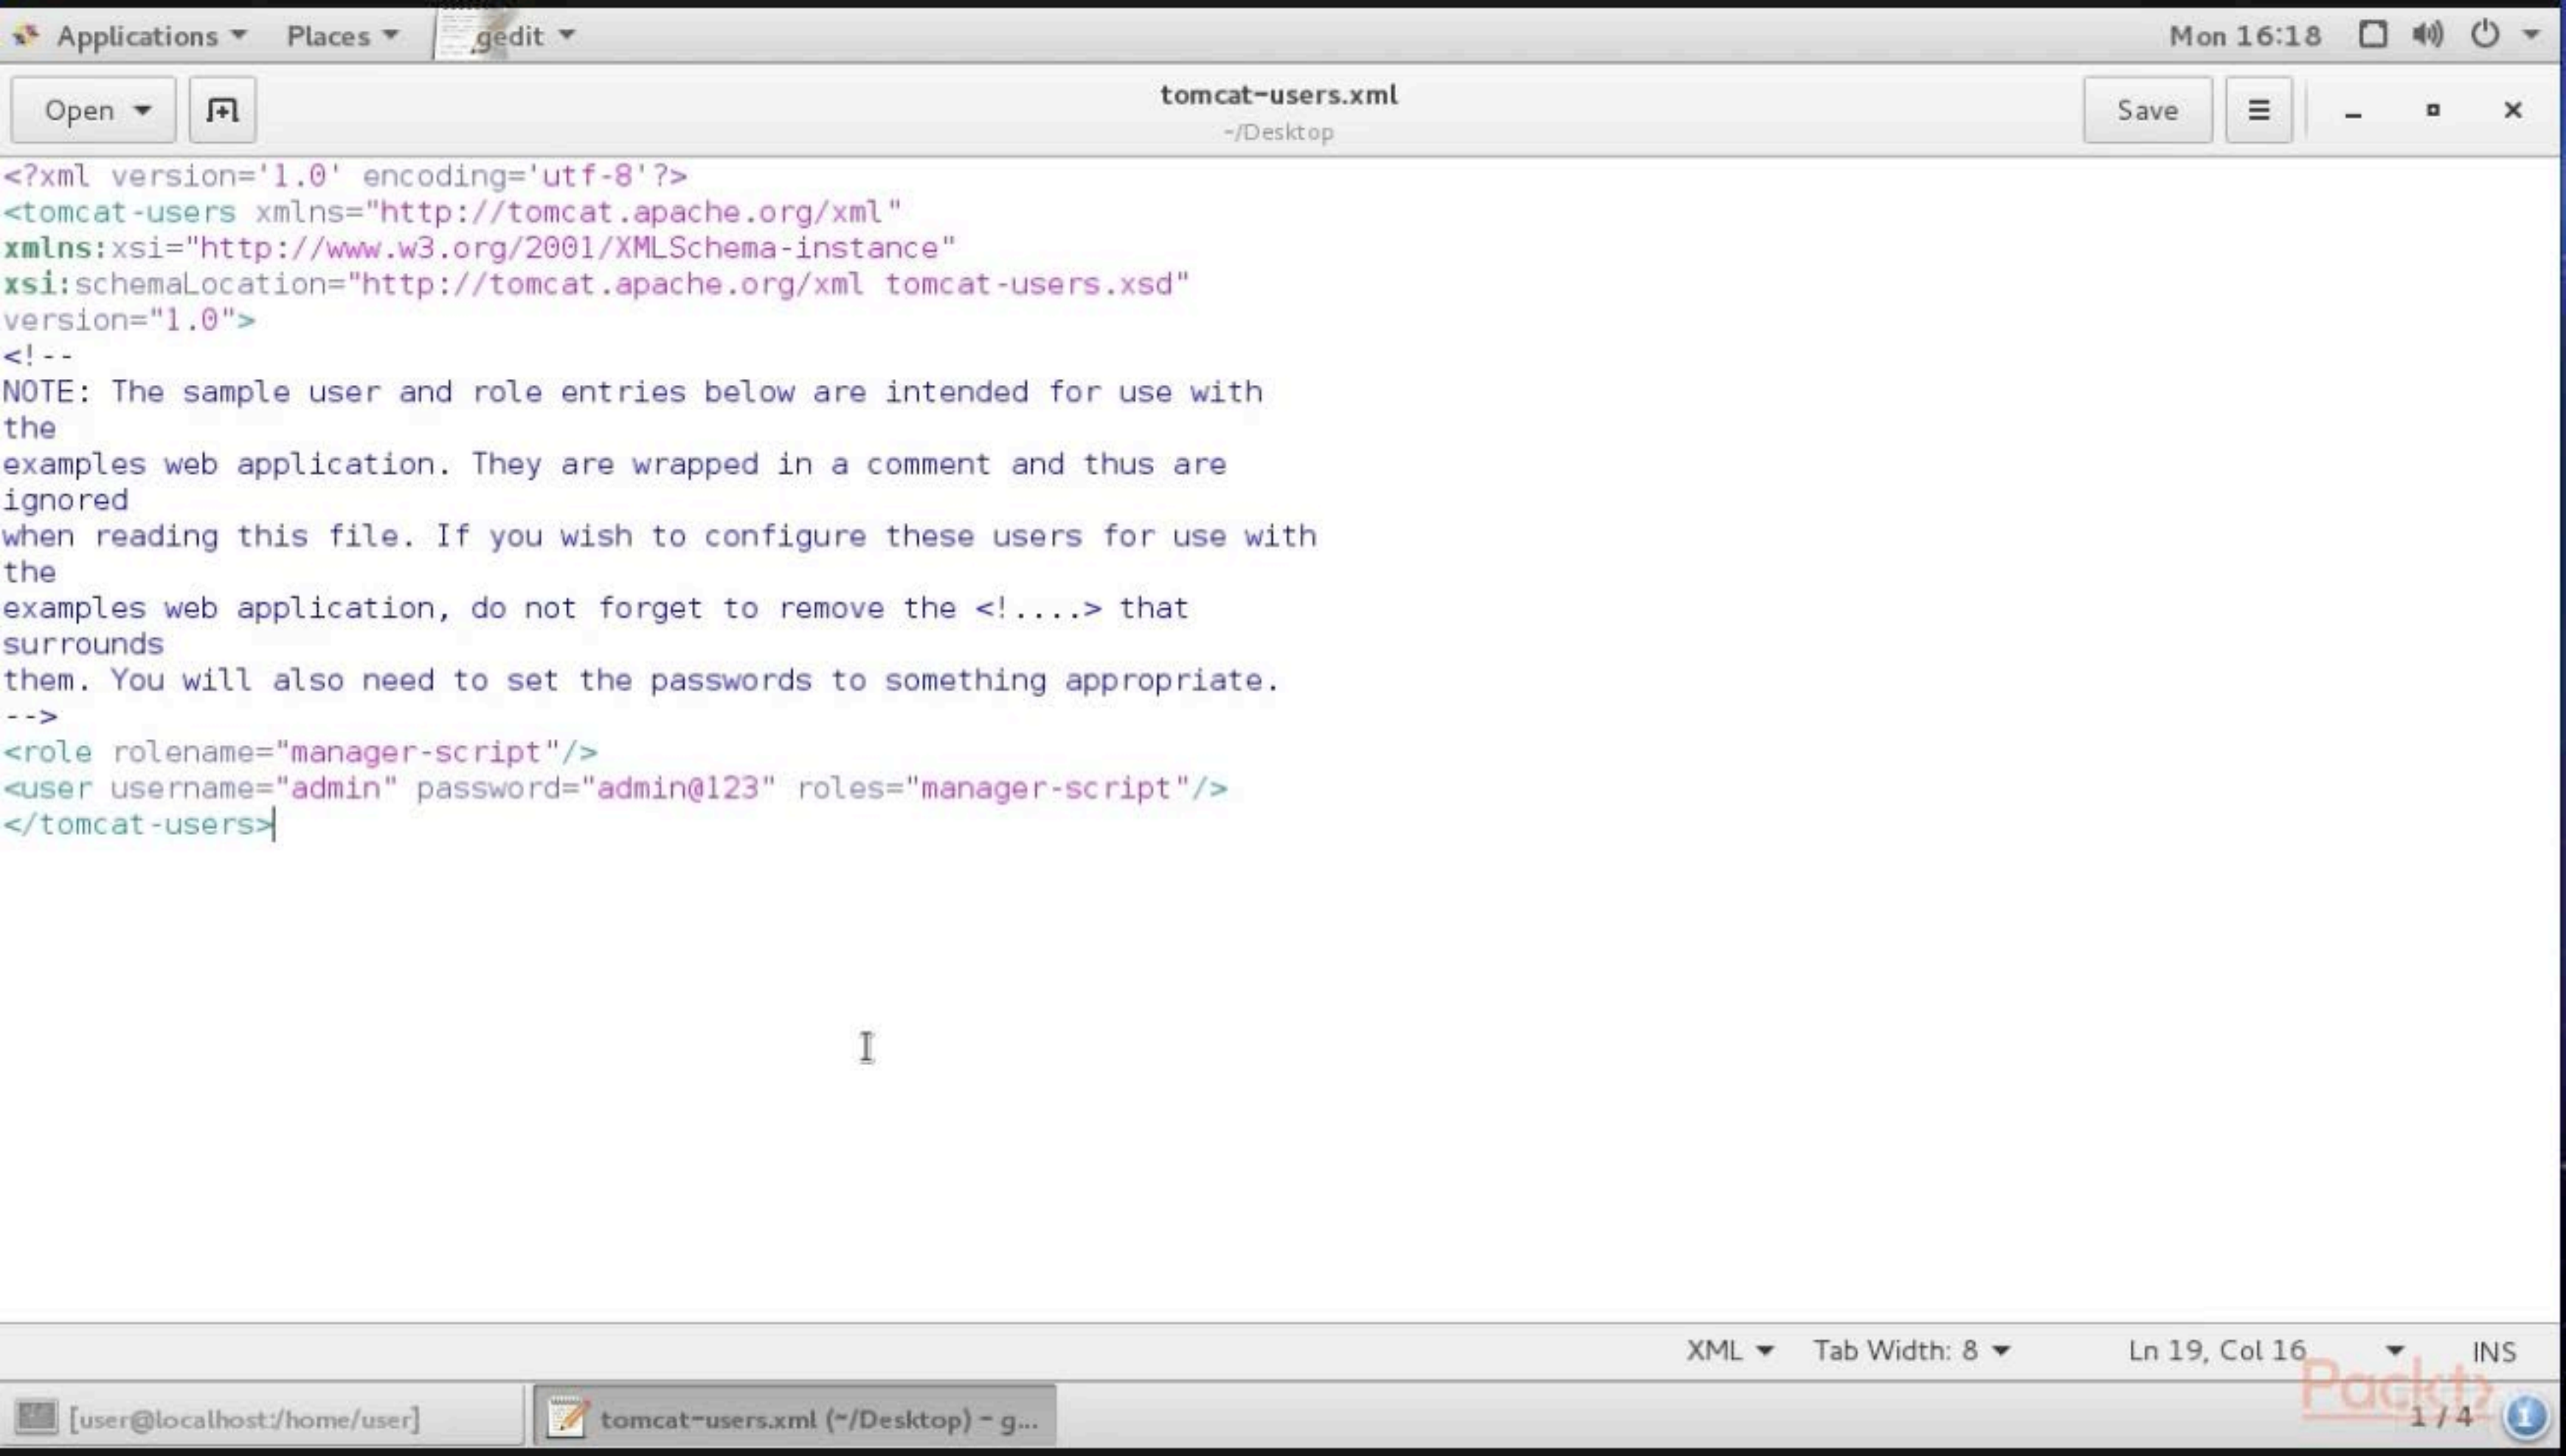 Applications Places gedit Mon 16:18
Open tomcat-users.xml Save
~/Desktop
<?xml version='1.0' encoding='utf-8'?>
<tomcat-users xmlns="http://tomcat.apache.org/xml"
xmlns:xsi="http://www.w3.org/2001/XMLSchema-instance"
xsi:schemaLocation="http://tomcat.apache.org/xml tomcat-users.xsd"
version="1.0">
<!--
NOTE: The sample user and role entries below are intended for use with
the
examples web application. They are wrapped in a comment and thus are
ignored
when reading this file. If you wish to configure these users for use with
the
examples web application, do not forget to remove the <!....> that
surrounds
them. You will also need to set the passwords to something appropriate.
-->
<role rolename="manager-script"/>
<user username="admin" password="admin@123" roles="manager-script"/>
</tomcat-users>
XML Tab Width: 8 Ln 19, Col 16 INS
Packt>
[user@localhost:/home/user] tomcat-users.xml (~/Desktop) - g... 1 / 4 1